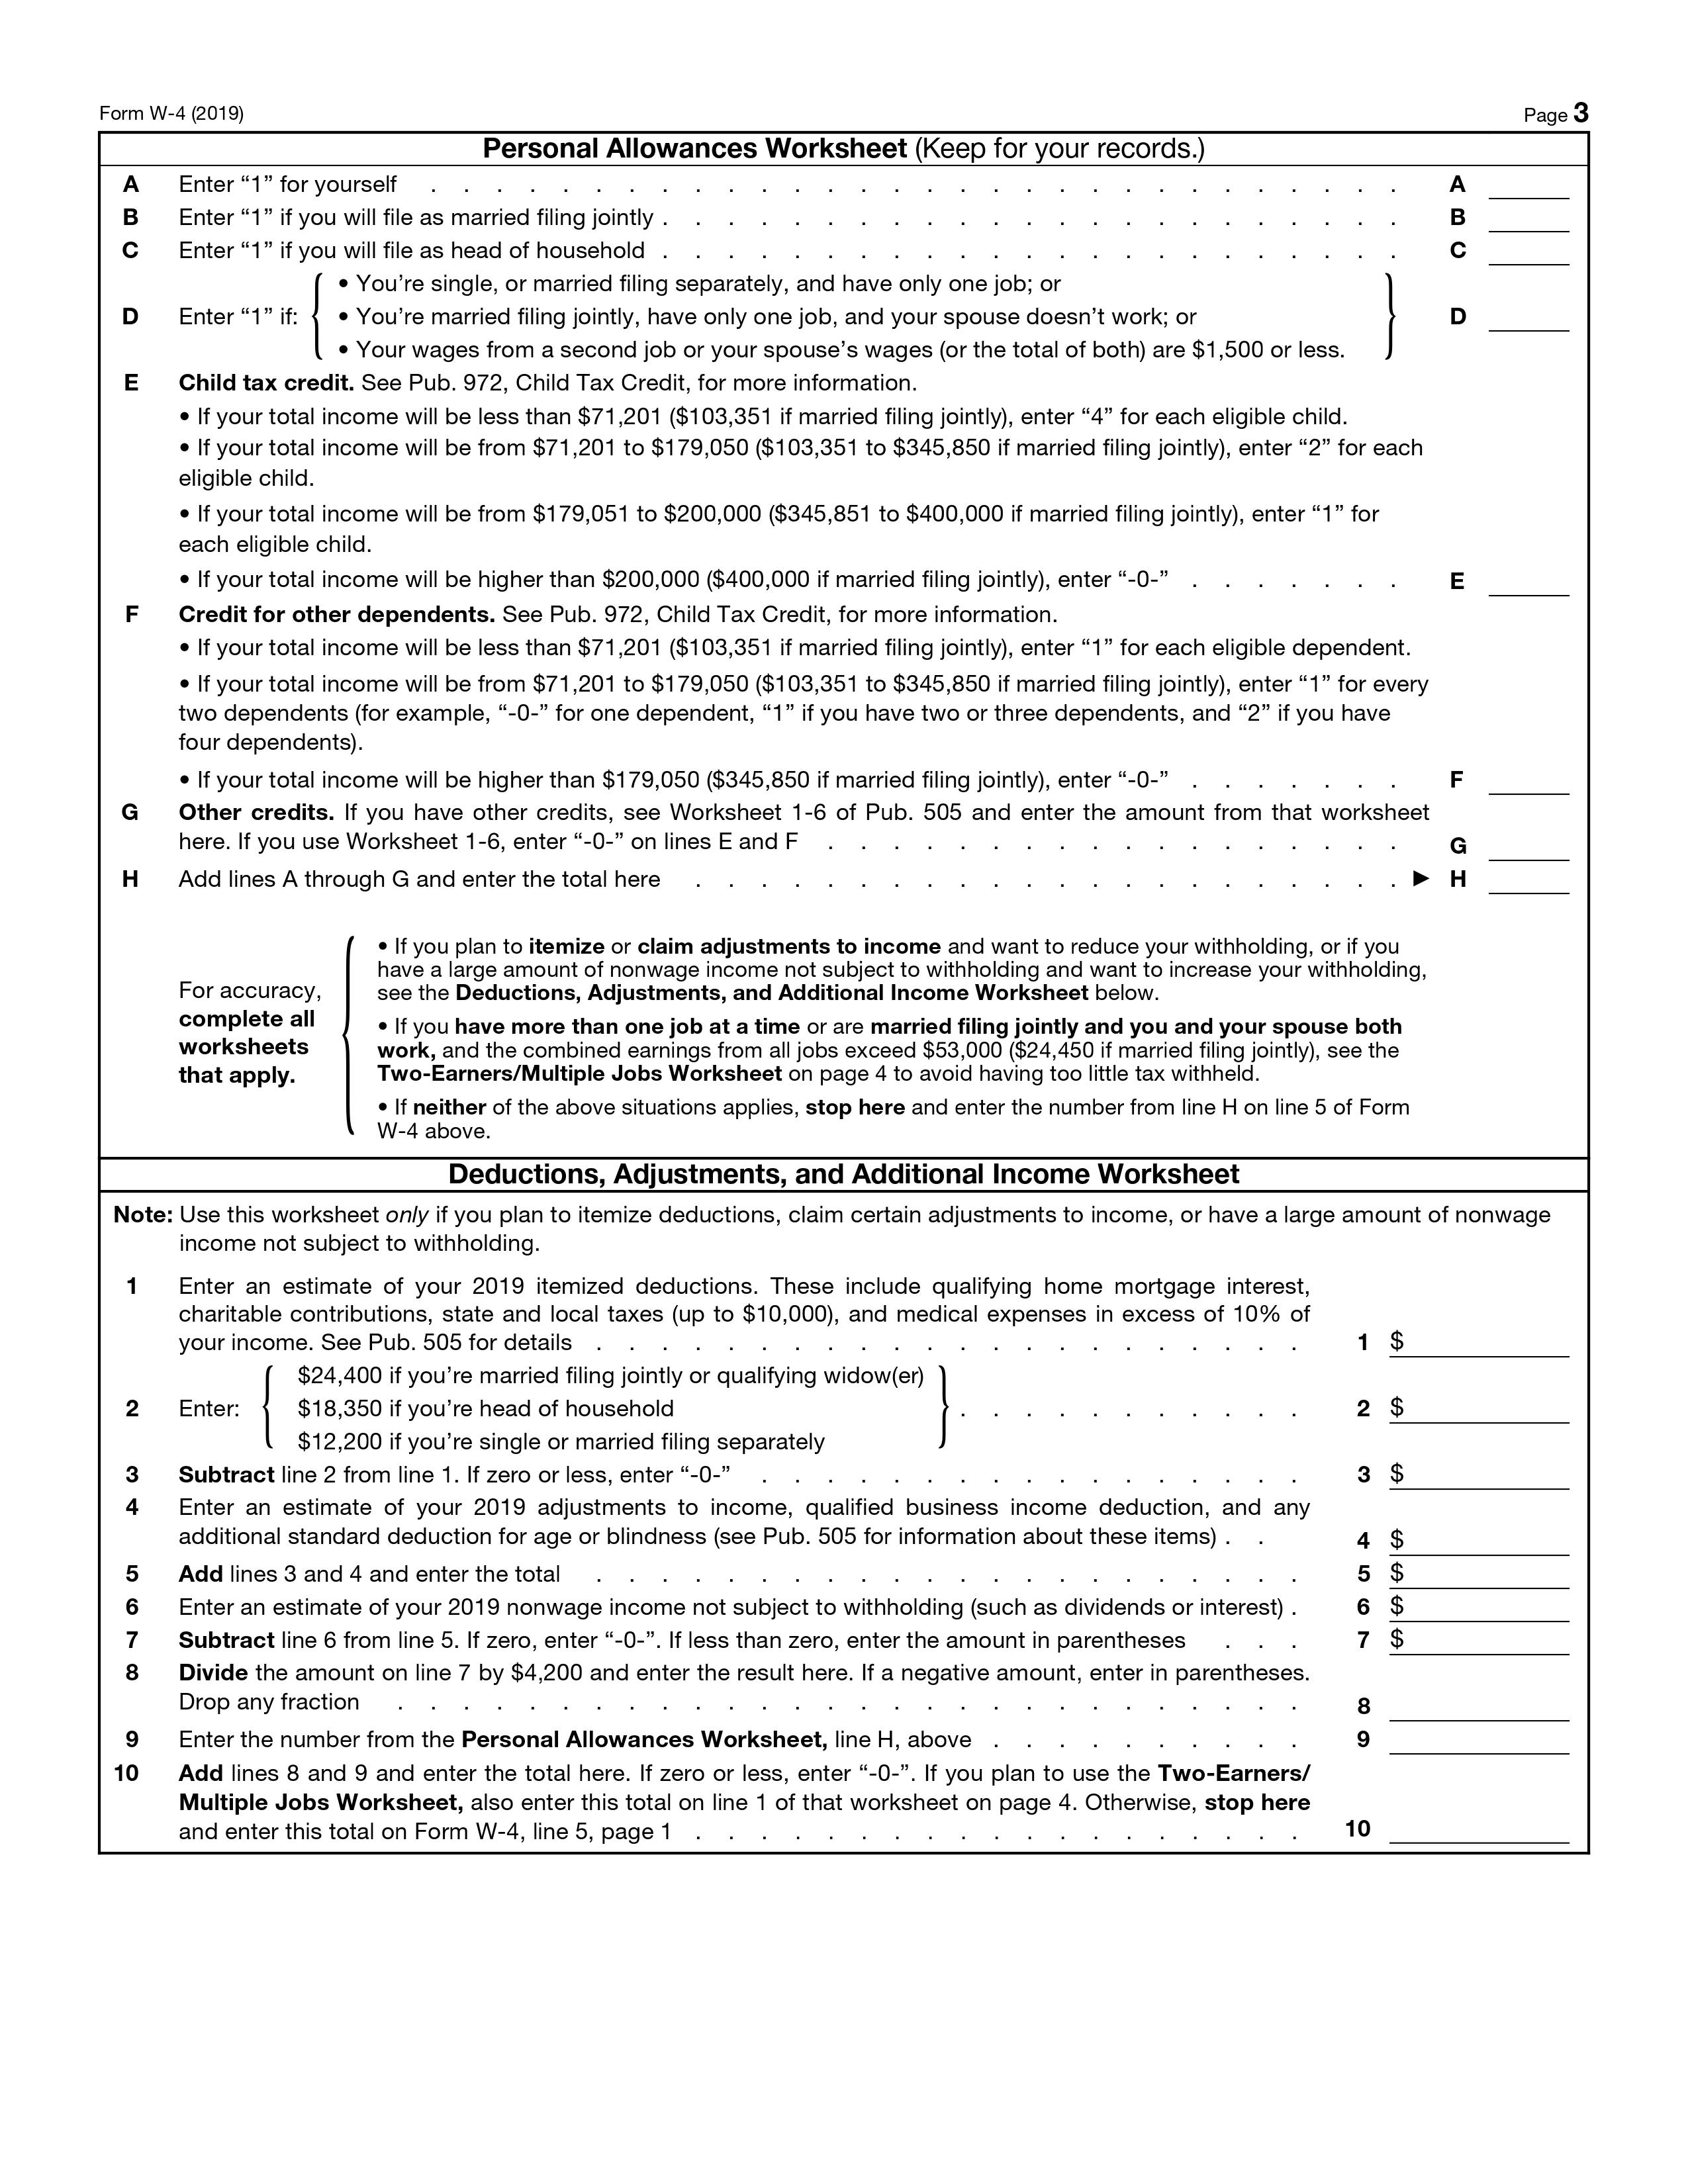 Form W-4 (2019) Page 3
Personal Allowances Worksheet (Keep for your records.)
A Enter “1” for yourself . . . . . . . . . . . . . . . . . . . . . . . . . . . . . . A
B Enter “1” if you will file as married filing jointly . . . . . . . . . . . . . . . . . . . . . . . B
C Enter “1” if you will file as head of household . . . . . . . . . . . . . . . . . . . . . . . C
• You’re single, or married filing separately, and have only one job; or
D Enter “1” if: • You’re married filing jointly, have only one job, and your spouse doesn’t work; or D
• Your wages from a second job or your spouse’s wages (or the total of both) are $1,500 or less.
E Child tax credit. See Pub. 972, Child Tax Credit, for more information.
• If your total income will be less than $71,201 ($103,351 if married filing jointly), enter “4” for each eligible child.
• If your total income will be from $71,201 to $179,050 ($103,351 to $345,850 if married filing jointly), enter “2” for each
eligible child.
• If your total income will be from $179,051 to $200,000 ($345,851 to $400,000 if married filing jointly), enter “1” for
each eligible child.
• If your total income will be higher than $200,000 ($400,000 if married filing jointly), enter “-0-” . . . . . . . E
F Credit for other dependents. See Pub. 972, Child Tax Credit, for more information.
• If your total income will be less than $71,201 ($103,351 if married filing jointly), enter “1” for each eligible dependent.
• If your total income will be from $71,201 to $179,050 ($103,351 to $345,850 if married filing jointly), enter “1” for every
two dependents (for example, “-0-” for one dependent, “1” if you have two or three dependents, and “2” if you have
four dependents).
• If your total income will be higher than $179,050 ($345,850 if married filing jointly), enter “-0-” . . . . . . . F
G Other credits. If you have other credits, see Worksheet 1-6 of Pub. 505 and enter the amount from that worksheet
here. If you use Worksheet 1-6, enter “-0-” on lines E and F . . . . . . . . . . . . . . . . . . G
H Add lines A through G and enter the total here . . . . . . . . . . . . . . . . . . . . . . ▶ H
• If you plan to itemize or claim adjustments to income and want to reduce your withholding, or if you
have a large amount of nonwage income not subject to withholding and want to increase your withholding,
see the Deductions, Adjustments, and Additional Income Worksheet below.
For accuracy,
complete all
worksheets
that apply.
• If you have more than one job at a time or are married filing jointly and you and your spouse both
work, and the combined earnings from all jobs exceed $53,000 ($24,450 if married filing jointly), see the
Two-Earners/Multiple Jobs Worksheet on page 4 to avoid having too little tax withheld.
• If neither of the above situations applies, stop here and enter the number from line H on line 5 of Form
W-4 above.
Deductions, Adjustments, and Additional Income Worksheet
Note: Use this worksheet only if you plan to itemize deductions, claim certain adjustments to income, or have a large amount of nonwage
income not subject to withholding.
1 Enter an estimate of your 2019 itemized deductions. These include qualifying home mortgage interest,
charitable contributions, state and local taxes (up to $10,000), and medical expenses in excess of 10% of
your income. See Pub. 505 for details . . . . . . . . . . . . . . . . . . . . . . 1 $
$24,400 if you’re married filing jointly or qualifying widow(er)
2 Enter: $18,350 if you’re head of household . . . . . . . . . . . 2 $
$12,200 if you’re single or married filing separately
3 Subtract line 2 from line 1. If zero or less, enter “-0-” . . . . . . . . . . . . . . . . . 3 $
4 Enter an estimate of your 2019 adjustments to income, qualified business income deduction, and any
additional standard deduction for age or blindness (see Pub. 505 for information about these items) . . 4 $
5 Add lines 3 and 4 and enter the total . . . . . . . . . . . . . . . . . . . . . . 5 $
6 Enter an estimate of your 2019 nonwage income not subject to withholding (such as dividends or interest) . 6 $
7 Subtract line 6 from line 5. If zero, enter “-0-”. If less than zero, enter the amount in parentheses . . . 7 $
8 Divide the amount on line 7 by $4,200 and enter the result here. If a negative amount, enter in parentheses.
Drop any fraction . . . . . . . . . . . . . . . . . . . . . . . . . . . . 8
9 Enter the number from the Personal Allowances Worksheet, line H, above . . . . . . . . . . 9
10 Add lines 8 and 9 and enter the total here. If zero or less, enter “-0-”. If you plan to use the Two-Earners/
Multiple Jobs Worksheet, also enter this total on line 1 of that worksheet on page 4. Otherwise, stop here
and enter this total on Form W-4, line 5, page 1 . . . . . . . . . . . . . . . . . . . 10